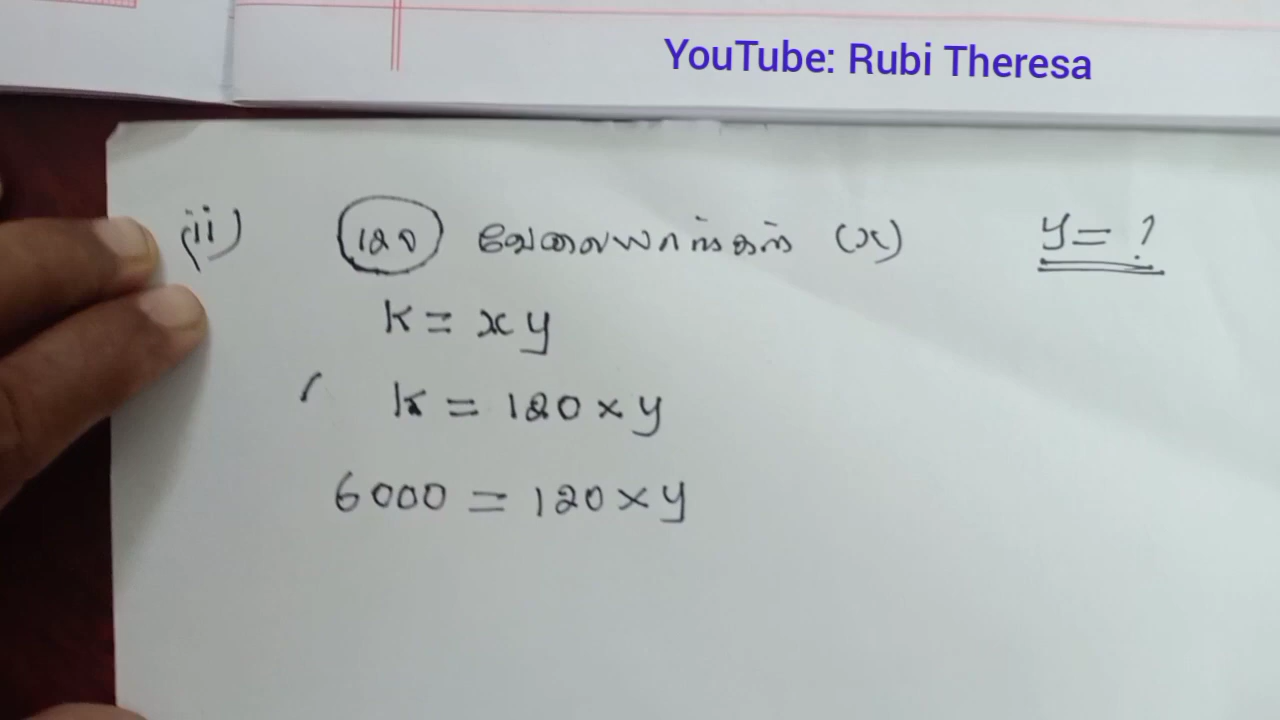 YouTube: Rubi Theresa
(ii) 120 வேலையாட்கள் (x) y = ?
k = xy
k = 120 × y
6000 = 120 × y